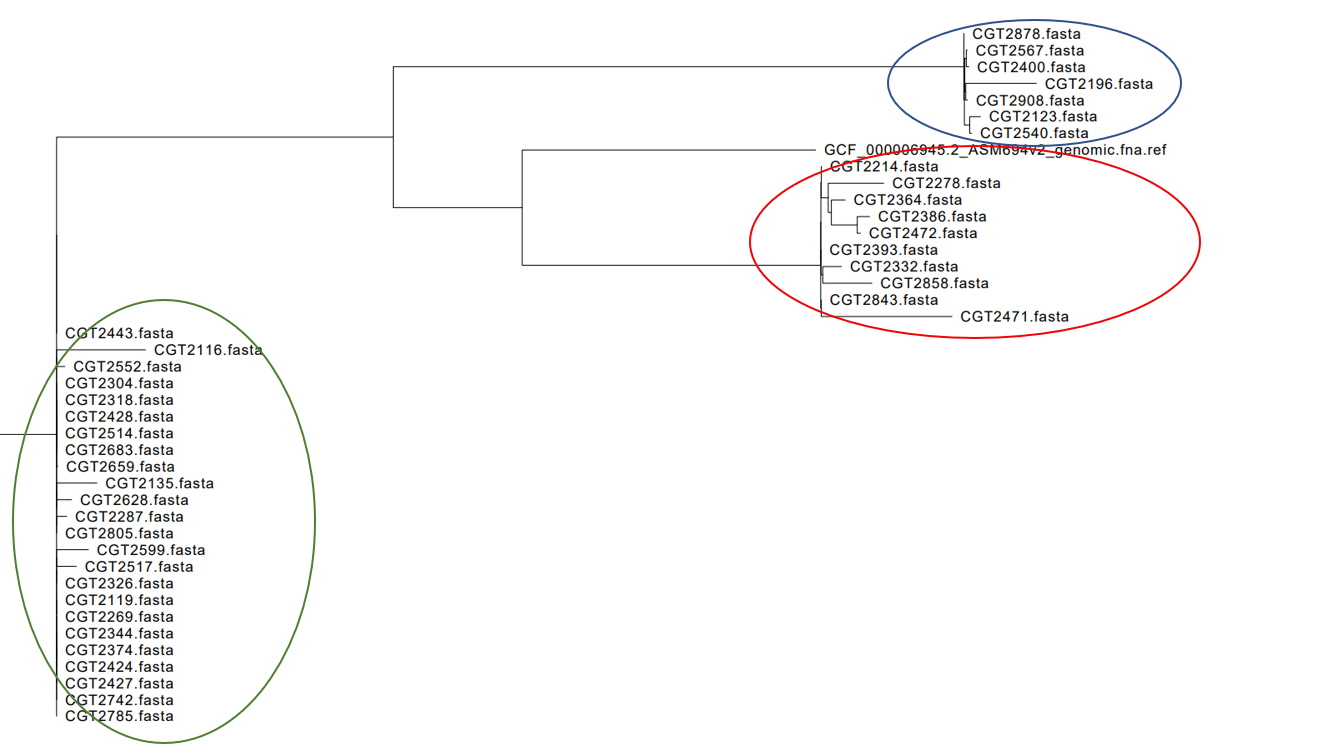 CGT2878.fasta
CGT2567.fasta
CGT2400.fasta
CGT2196.fasta
CGT2908.fasta
CGT2123.fasta
CGT2540.fasta
GCF_000006945.2_ASM694v2_genomic.fna.ref
CGT2214.fasta
CGT2278.fasta
CGT2364.fasta
CGT2386.fasta
CGT2472.fasta
CGT2393.fasta
CGT2332.fasta
CGT2858.fasta
CGT2843.fasta
CGT2471.fasta
CGT2443.fasta
CGT2116.fasta
CGT2552.fasta
CGT2304.fasta
CGT2318.fasta
CGT2428.fasta
CGT2514.fasta
CGT2683.fasta
CGT2659.fasta
CGT2135.fasta
CGT2628.fasta
CGT2287.fasta
CGT2805.fasta
CGT2599.fasta
CGT2517.fasta
CGT2326.fasta
CGT2119.fasta
CGT2269.fasta
CGT2344.fasta
CGT2374.fasta
CGT2424.fasta
CGT2427.fasta
CGT2742.fasta
CGT2785.fasta